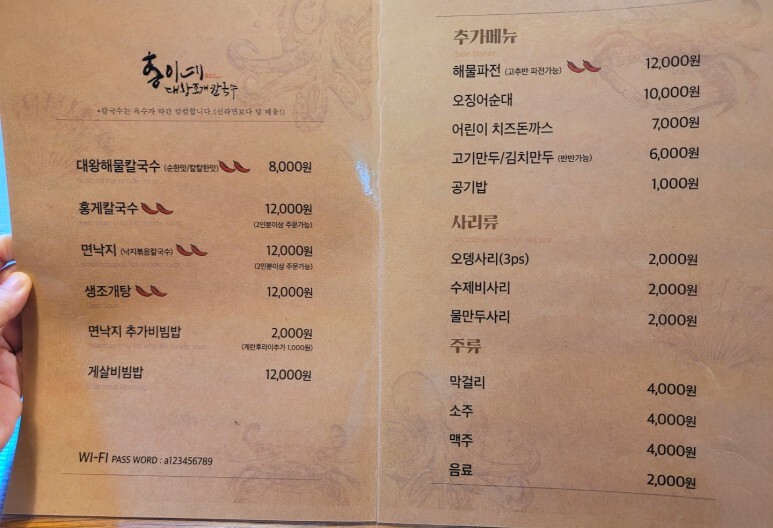 홍이네
대왕조개칼국수
*칼국수는 육수가 약간 칼칼합니다.(신라면보다 덜 매움!)
대왕해물칼국수 (순한맛/칼칼한맛) 8,000원
홍게칼국수 12,000원
(2인분이상 주문가능)
면낙지 (낙지볶음칼국수) 12,000원
(2인분이상 주문가능)
생조개탕 12,000원
면낙지 추가비빔밥 2,000원
(계란후라이추가 1,000원)
게살비빔밥 12,000원
WI-FI PASS WORD : a123456789
추가메뉴
Side Dishes
해물파전 (고추반 파전가능) 12,000원
오징어순대 10,000원
어린이 치즈돈까스 7,000원
고기만두/김치만두 (반반가능) 6,000원
공기밥 1,000원
사리류
오뎅사리(3ps) 2,000원
수제비사리 2,000원
물만두사리 2,000원
주류
막걸리 4,000원
소주 4,000원
맥주 4,000원
음료 2,000원